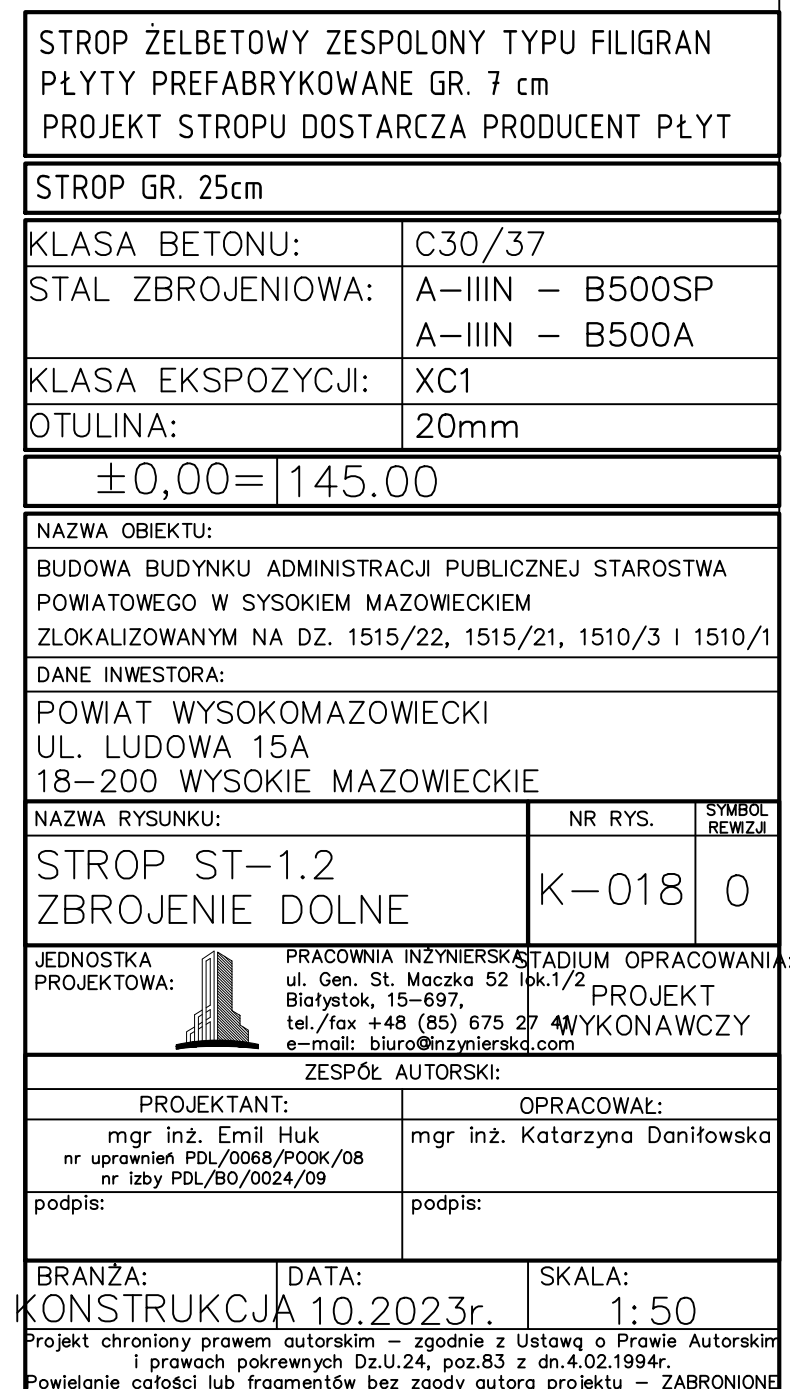 STROP ŻELBETOWY ZESPOLONY TYPU FILIGRAN
PŁYTY PREFABRYKOWANE GR. 7 cm
PROJEKT STROPU DOSTARCZA PRODUCENT PŁYT
STROP GR. 25cm
KLASA BETONU: C30/37
STAL ZBROJENIOWA: A-IIIN - B500SP
A-IIIN - B500A
KLASA EKSPOZYCJI: XC1
OTULINA: 20mm
±0,00= 145.00
NAZWA OBIEKTU:
BUDOWA BUDYNKU ADMINISTRACJI PUBLICZNEJ STAROSTWA
POWIATOWEGO W SYSOKIEM MAZOWIECKIEM
ZLOKALIZOWANYM NA DZ. 1515/22, 1515/21, 1510/3 I 1510/1
DANE INWESTORA:
POWIAT WYSOKOMAZOWIECKI
UL. LUDOWA 15A
18-200 WYSOKIE MAZOWIECKIE
NAZWA RYSUNKU:
STROP ST-1.2
ZBROJENIE DOLNE
NR RYS.
K-018
SYMBOL
REWIZJI
0
JEDNOSTKA
PROJEKTOWA:
PRACOWNIA INŻYNIERSKA
ul. Gen. St. Maczka 52 lok.1/2
Białystok, 15-697,
tel./fax +48 (85) 675 27 41
e-mail: biuro@inzynierska.com
STADIUM OPRACOWANIA:
PROJEKT
WYKONAWCZY
ZESPÓŁ AUTORSKI:
PROJEKTANT:
mgr inż. Emil Huk
nr uprawnień PDL/0068/POOK/08
nr izby PDL/BO/0024/09
podpis:
OPRACOWAŁ:
mgr inż. Katarzyna Daniłowska
podpis:
BRANŻA:
KONSTRUKCJA
DATA:
10.2023r.
SKALA:
1:50
Projekt chroniony prawem autorskim - zgodnie z Ustawą o Prawie Autorskim
i prawach pokrewnych Dz.U.24, poz.83 z dn.4.02.1994r.
Powielanie całości lub fragmentów bez zgody autora projektu - ZABRONIONE